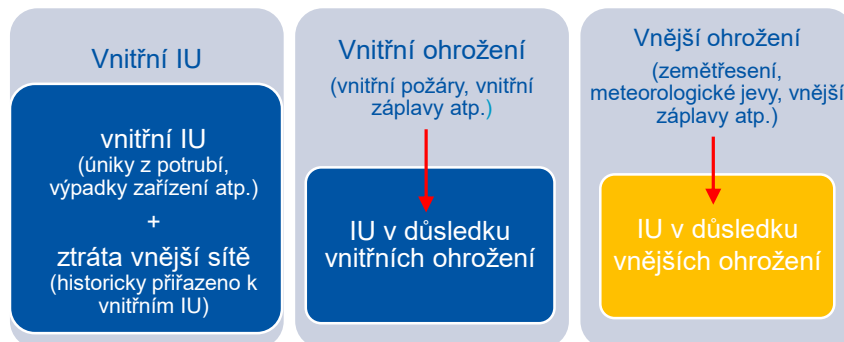 Vnitřní IU
vnitřní IU
(úniky z potrubí,
výpadky zařízení atp.)
+
ztráta vnější sítě
(historicky přiřazeno k
vnitřním IU)
Vnitřní ohrožení
(vnitřní požáry, vnitřní
záplavy atp.)
IU v důsledku
vnitřních ohrožení
Vnější ohrožení
(zemětřesení,
meteorologické jevy, vnější
záplavy atp.)
IU v důsledku
vnějších ohrožení